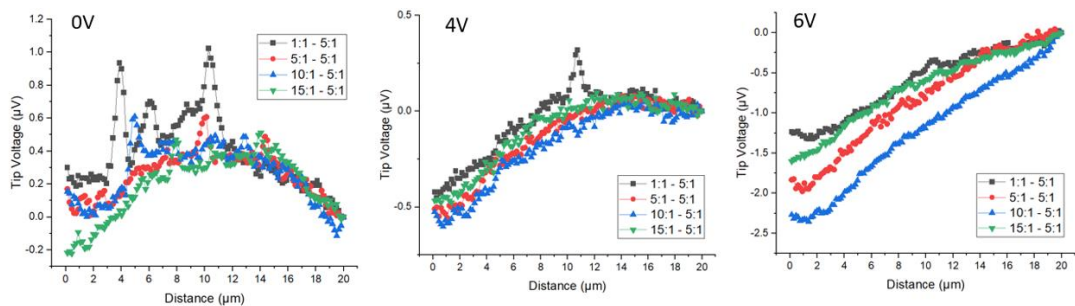 0V
1.2
1.0
0.8
0.6
0.4
0.2
0.0
-0.2
Tip Voltage (μV)
1:1 - 5:1
5:1 - 5:1
10:1 - 5:1
15:1 - 5:1
0 2 4 6 8 10 12 14 16 18 20
Distance (μm)
4V
0.5
0.0
-0.5
Tip Voltage (μV)
1:1 - 5:1
5:1 - 5:1
10:1 - 5:1
15:1 - 5:1
0 2 4 6 8 10 12 14 16 18 20
Distance (μm)
6V
0.0
-0.5
-1.0
-1.5
-2.0
-2.5
Tip Voltage (μV)
1:1 - 5:1
5:1 - 5:1
10:1 - 5:1
15:1 - 5:1
0 2 4 6 8 10 12 14 16 18 20
Distance (μm)